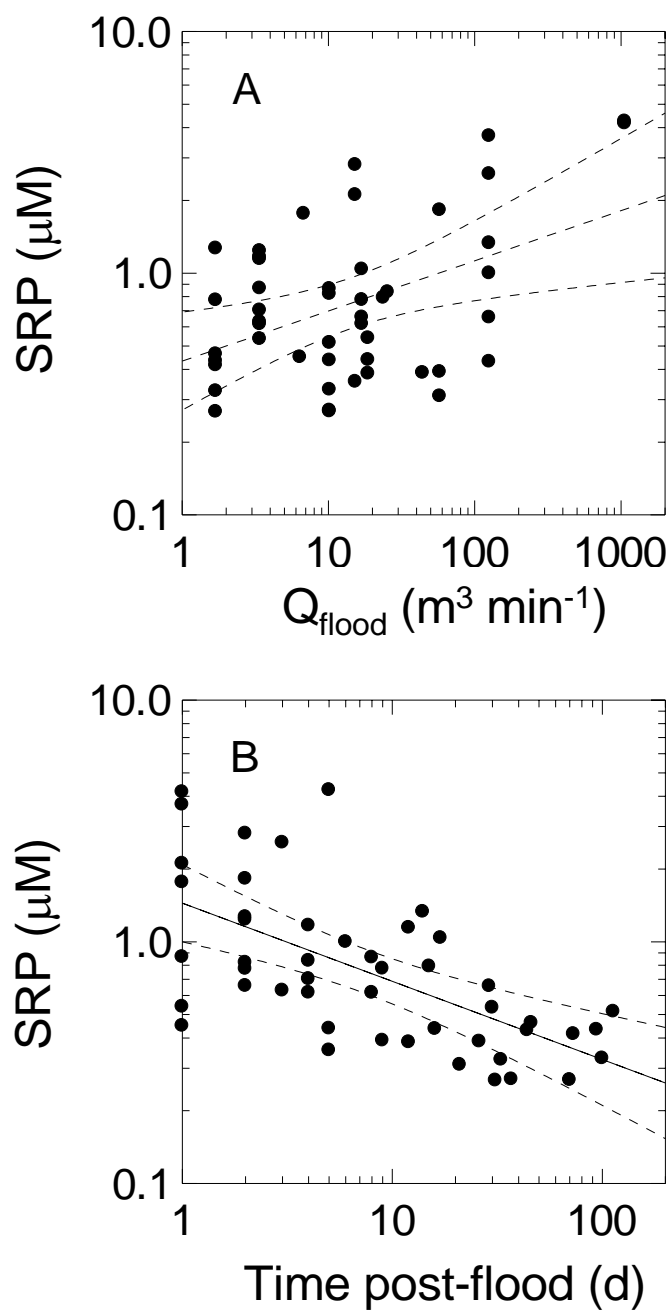 10.0
A
SRP (μM)
1.0
0.1
1 10 100 1000
Q_flood (m³ min⁻¹)
10.0
B
SRP (μM)
1.0
0.1
1 10 100
Time post-flood (d)